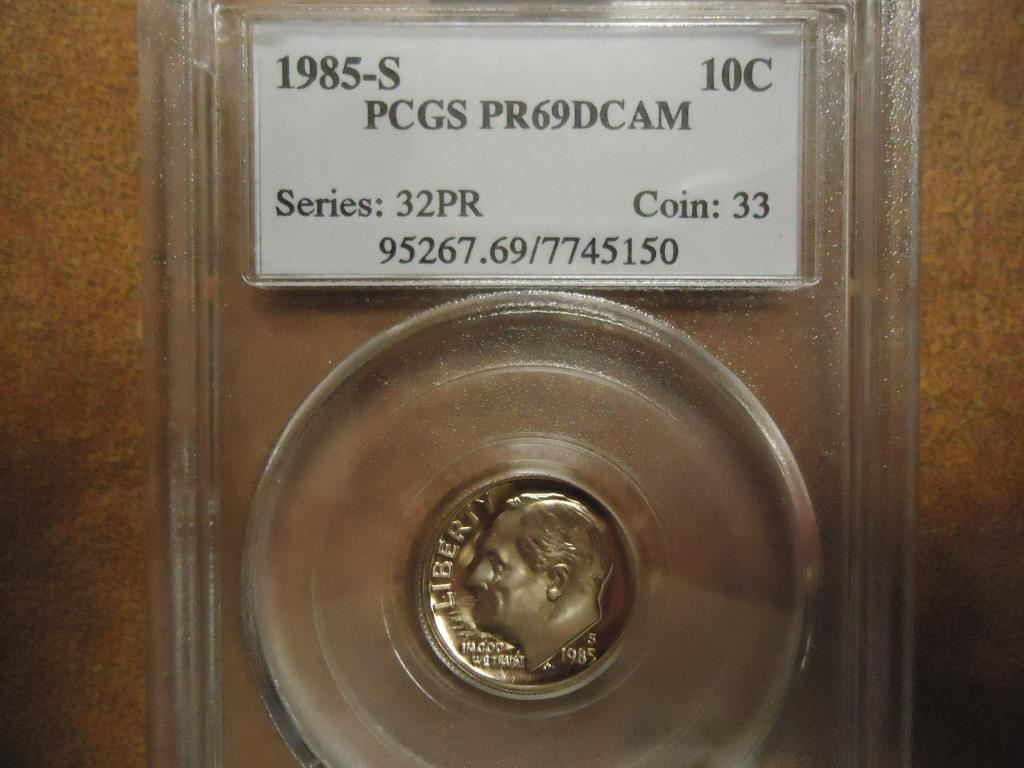 1985-S 10C
PCGS PR69DCAM
Series: 32PR Coin: 33
95267.69/7745150
LIBERTY
IN GOD
WE TRUST
S
1985